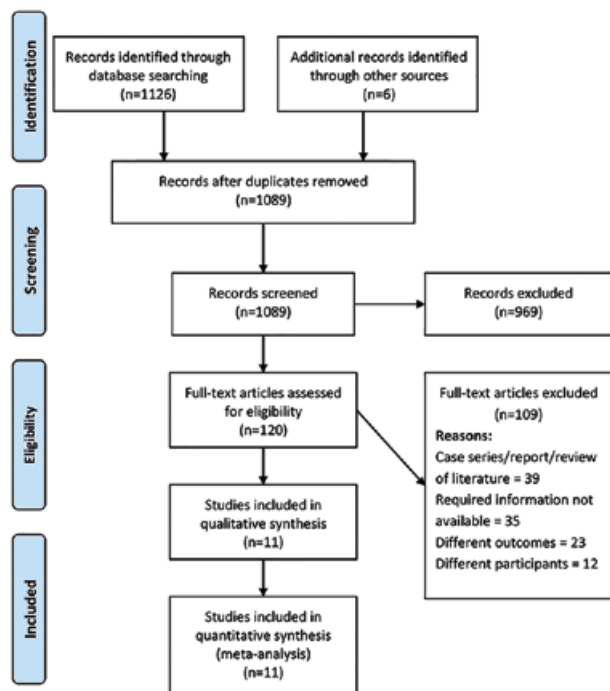 Identification
Records identified through
database searching
(n=1126)
Additional records identified
through other sources
(n=6)
Records after duplicates removed
(n=1089)
Screening
Records screened
(n=1089)
Records excluded
(n=969)
Eligibility
Full-text articles assessed
for eligibility
(n=120)
Full-text articles excluded
(n=109)
Reasons:
Case series/report/review
of literature = 39
Required information not
available = 35
Different outcomes = 23
Different participants = 12
Studies included in
qualitative synthesis
(n=11)
Included
Studies included in
quantitative synthesis
(meta-analysis)
(n=11)